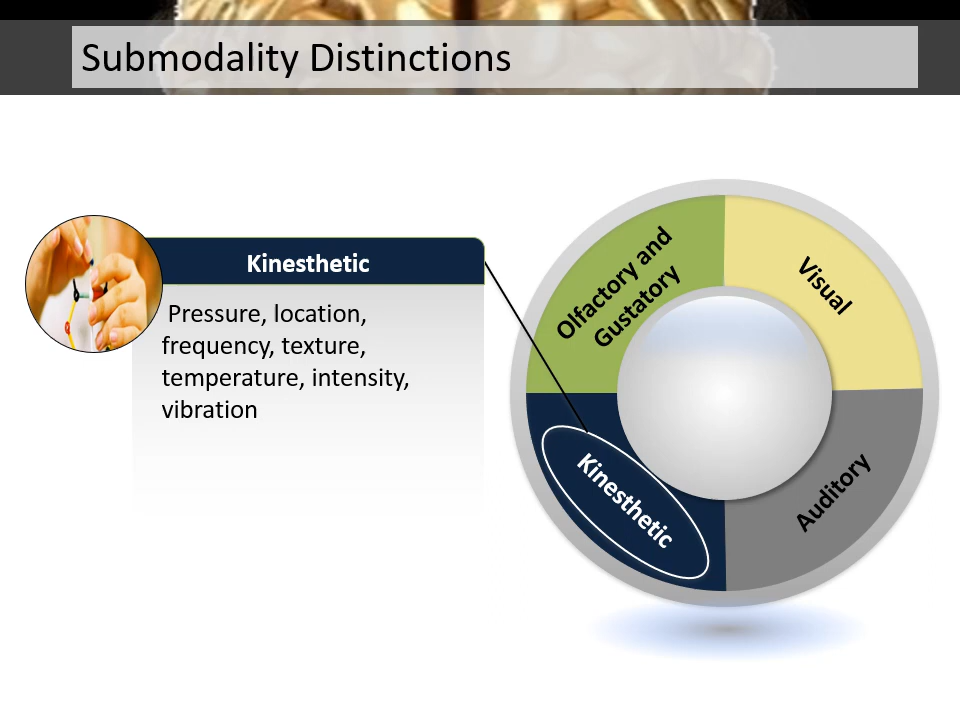 Submodality Distinctions
Kinesthetic
Pressure, location,
frequency, texture,
temperature, intensity,
vibration
Olfactory and
Gustatory
Visual
Kinesthetic
Auditory